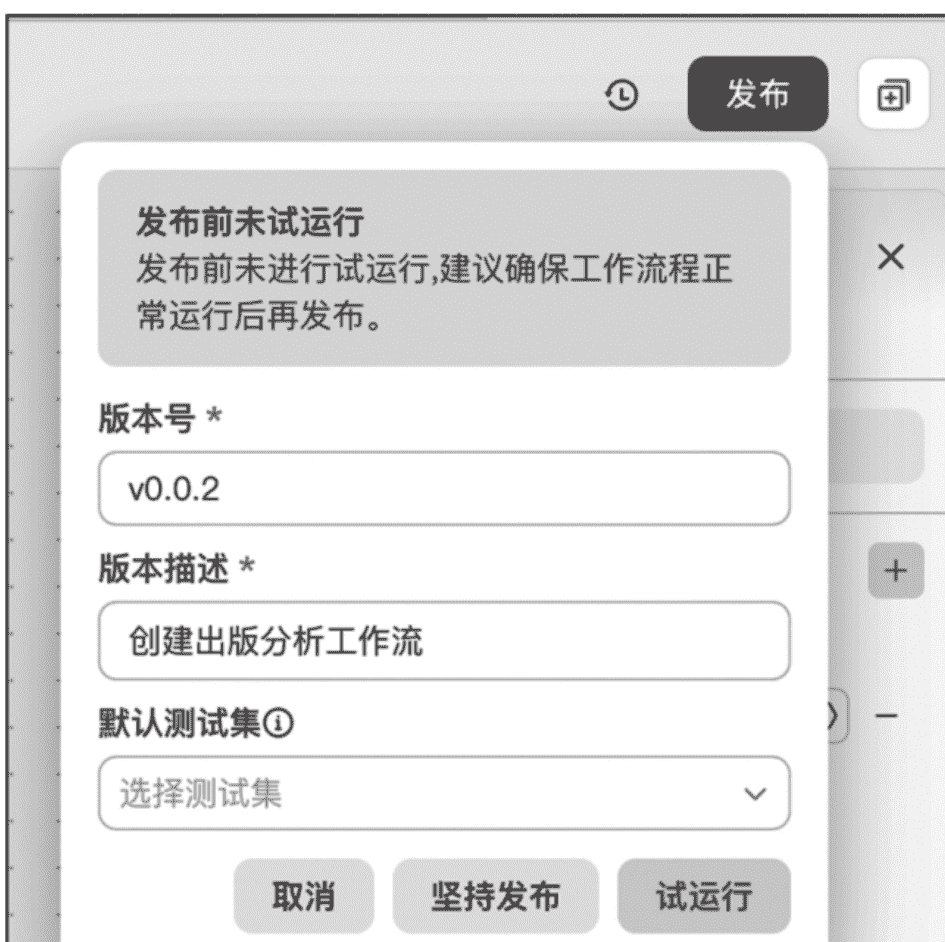 发布
发布前未试运行
发布前未进行试运行,建议确保工作流程正
常运行后再发布。
版本号 *
v0.0.2
版本描述 *
创建出版分析工作流
默认测试集
选择测试集
取消 坚持发布 试运行